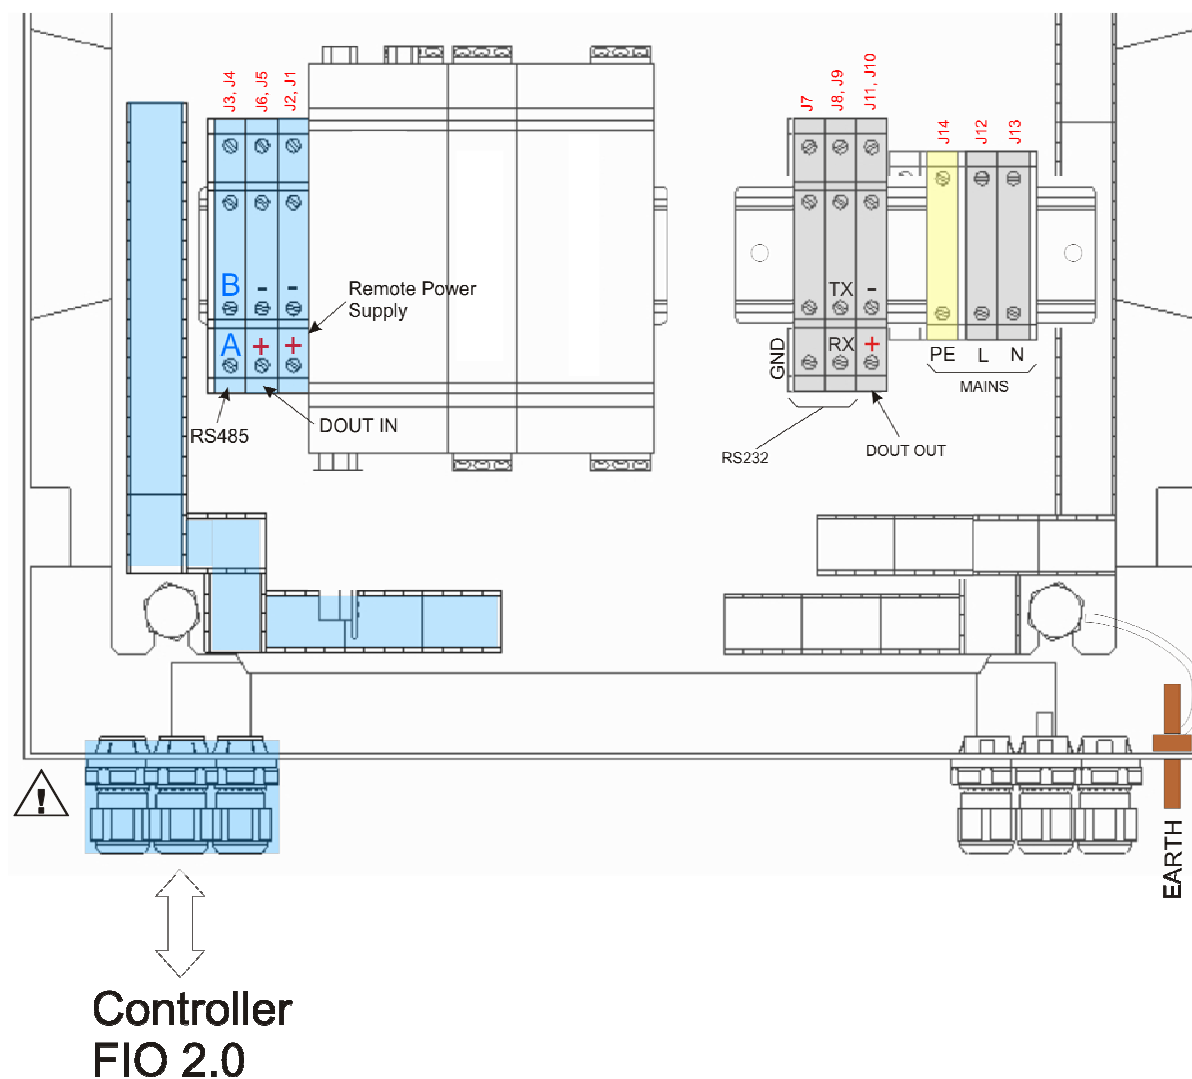 J3, J4
J6, J5
J2, J1
J7
J8, J9
J11, J10
J14
J12
J13
B - -
A + +
Remote Power
Supply
RS485
DOUT IN
TX -
RX +
GND
PE L N
MAINS
RS232
DOUT OUT
!
EARTH
Controller
FIO 2.0